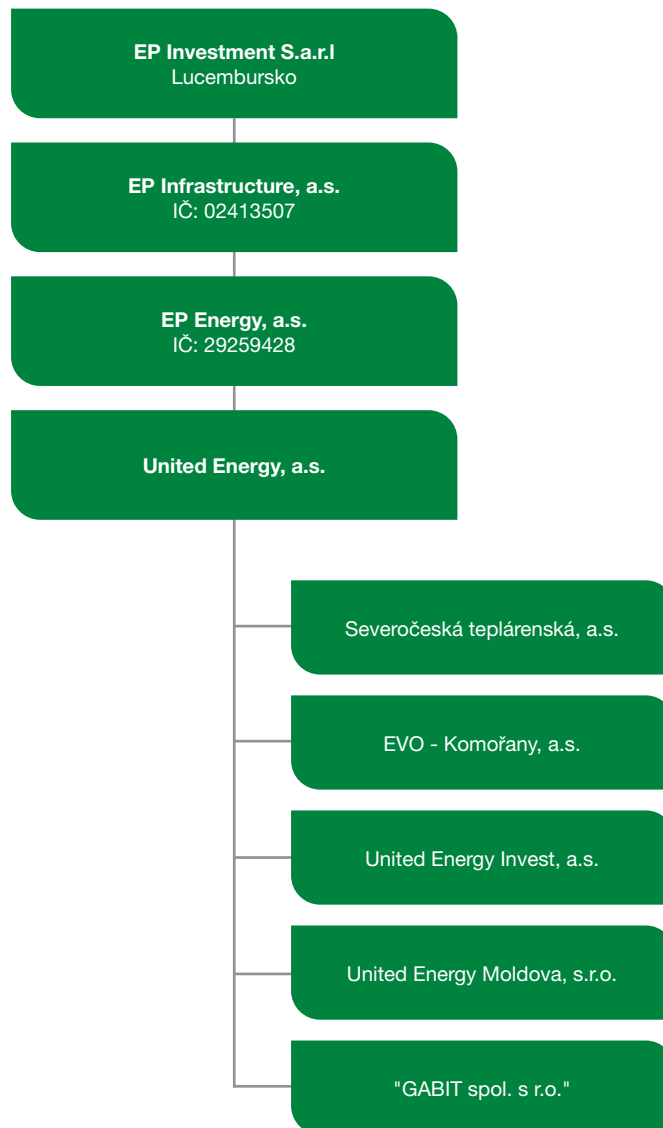 EP Investment S.a.r.l
Lucembursko
EP Infrastructure, a.s.
IČ: 02413507
EP Energy, a.s.
IČ: 29259428
United Energy, a.s.
Severočeská teplárenská, a.s.
EVO - Komořany, a.s.
United Energy Invest, a.s.
United Energy Moldova, s.r.o.
"GABIT spol. s r.o."